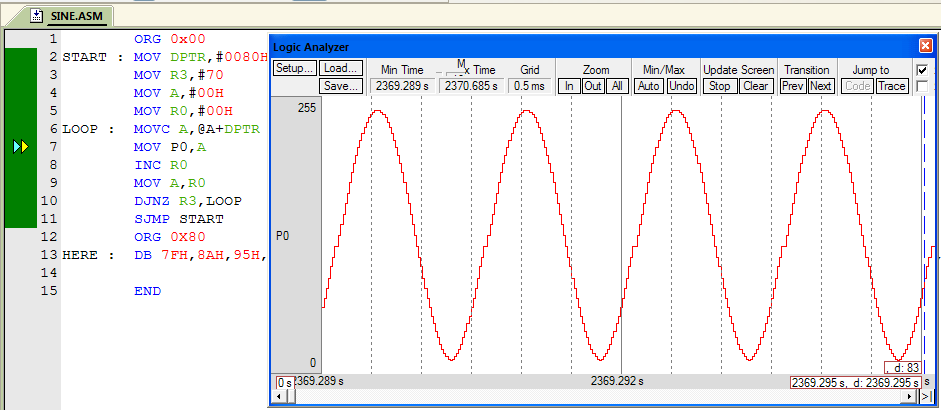 SINE.ASM
1 ORG 0x00
2 START : MOV DPTR,#0080H
3 MOV R3,#70
4 MOV A,#00H
5 MOV R0,#00H
6 LOOP : MOVC A,@A+DPTR
7 MOV P0,A
8 INC R0
9 MOV A,R0
10 DJNZ R3,LOOP
11 SJMP START
12 ORG 0X80
13 HERE : DB 7FH,8AH,95H,
14
15 END
Logic Analyzer
Setup... Load... Min Time Max Time Grid Zoom Min/Max Update Screen Transition Jump to
Save... 2369.289 s 2370.685 s 0.5 ms In Out All Auto Undo Stop Clear Prev Next Code Trace
255
P0
0
, d: 83
0 s 2369.289 s 2369.292 s 2369.295 s, d: 2369.295 s s